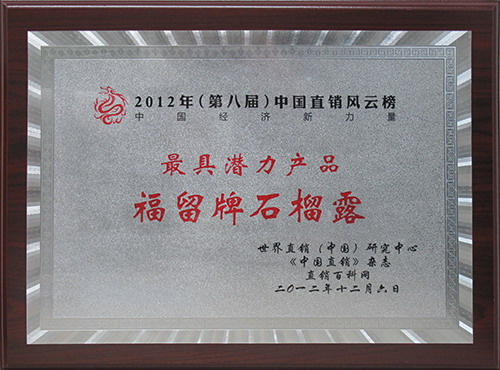 2012年(第八届)中国直销风云榜
中国经济新力量
最具潜力产品
福留牌石榴露
世界直销(中国)研究中心
《中国直销》杂志
直销百科网
二〇一二年十二月六日